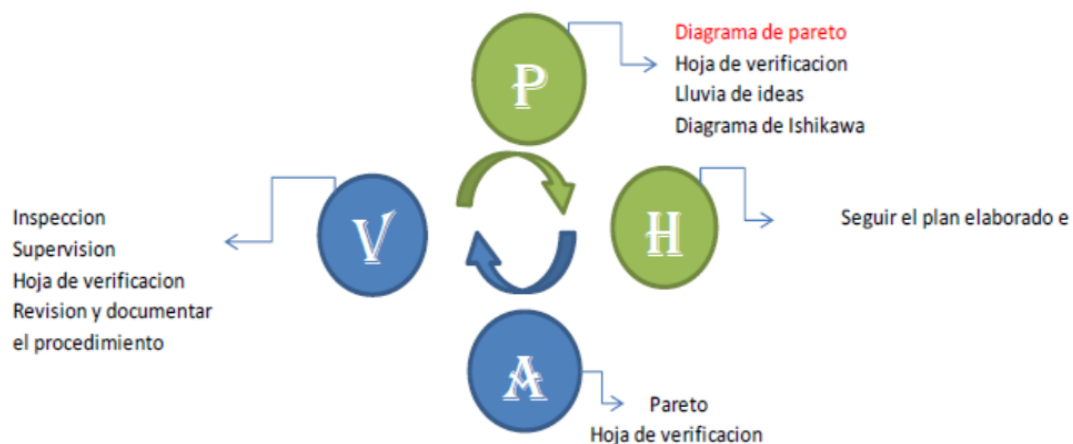 P
Diagrama de pareto
Hoja de verificacion
Lluvia de ideas
Diagrama de Ishikawa
H
Seguir el plan elaborado e
V
Inspeccion
Supervision
Hoja de verificacion
Revision y documentar
el procedimiento
A
Pareto
Hoja de verificacion